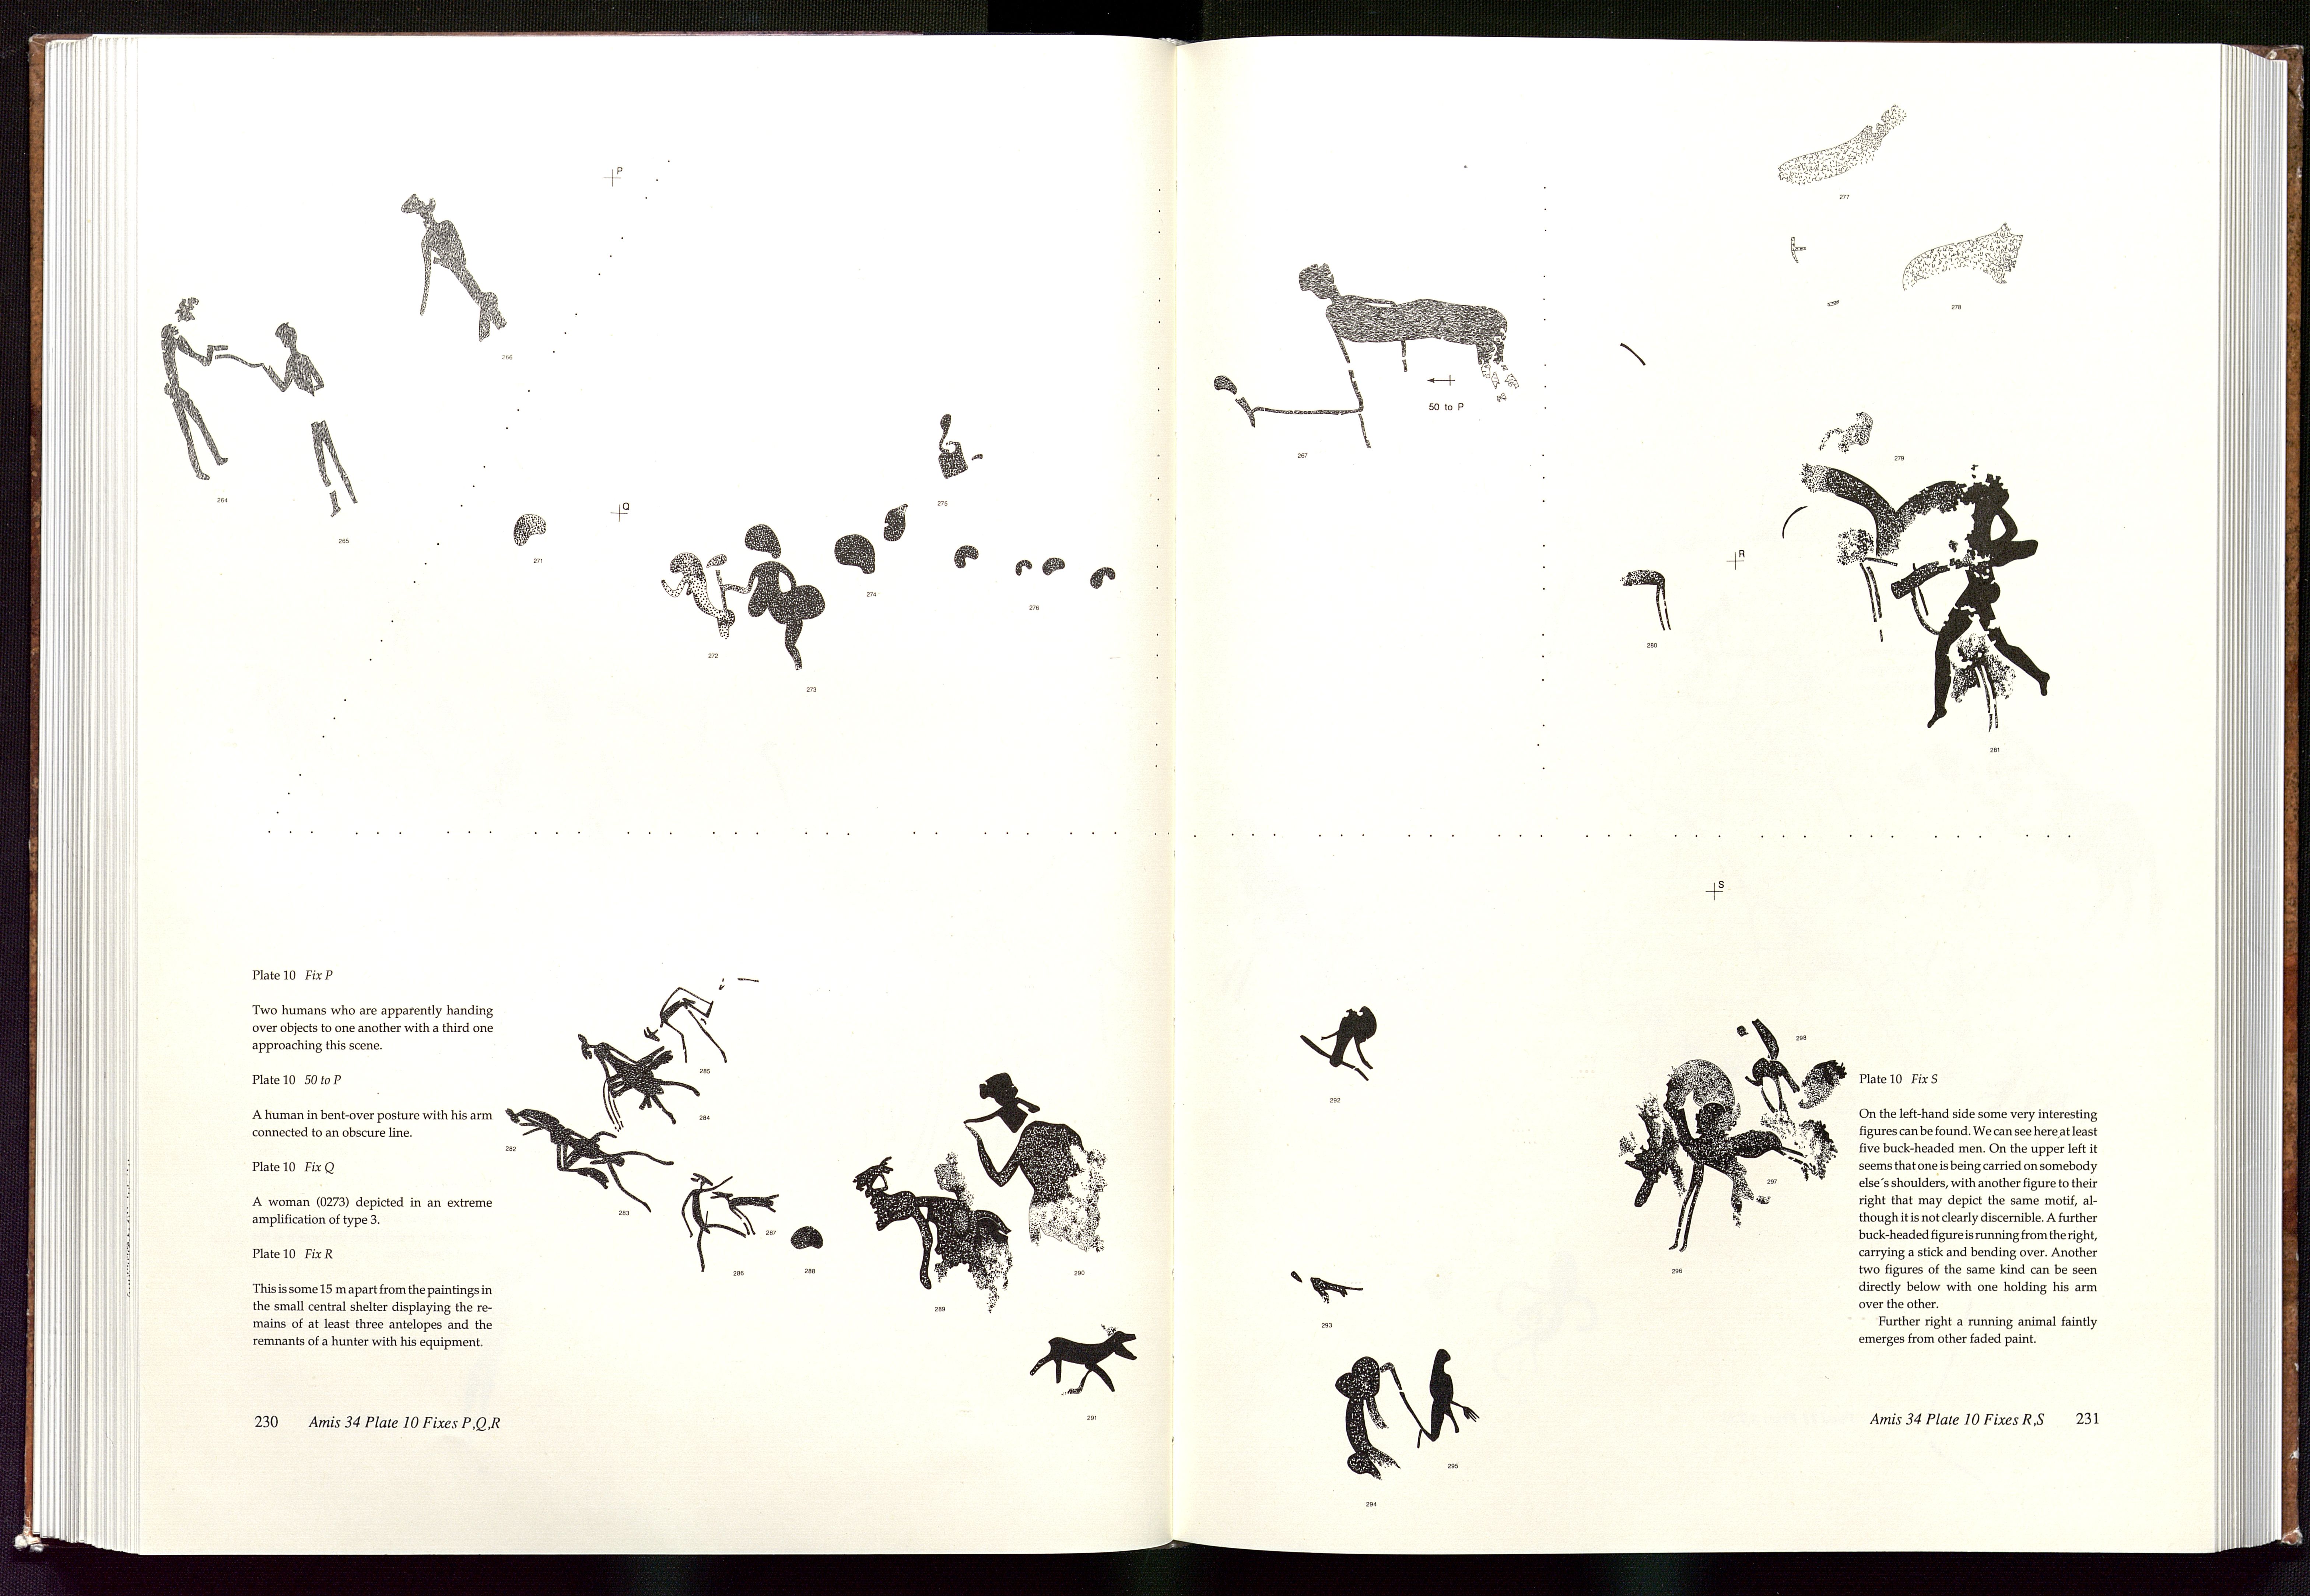 P
266
264
265
Q
271
275
274
276
272
273
Plate 10 Fix P
Two humans who are apparently handing
over objects to one another with a third one
approaching this scene.
Plate 10 50 to P
A human in bent-over posture with his arm
connected to an obscure line.
Plate 10 Fix Q
A woman (0273) depicted in an extreme
amplification of type 3.
Plate 10 Fix R
This is some 15 m apart from the paintings in
the small central shelter displaying the re-
mains of at least three antelopes and the
remnants of a hunter with his equipment.
285
284
282
283
287
286
288
290
289
291
230 Amis 34 Plate 10 Fixes P,Q,R
277
278
50 to P
267
279
R
280
281
S
292
298
297
296
293
295
294
Plate 10 Fix S
On the left-hand side some very interesting
figures can be found. We can see here at least
five buck-headed men. On the upper left it
seems that one is being carried on somebody
else´s shoulders, with another figure to their
right that may depict the same motif, al-
though it is not clearly discernible. A further
buck-headed figure is running from the right,
carrying a stick and bending over. Another
two figures of the same kind can be seen
directly below with one holding his arm
over the other.
Further right a running animal faintly
emerges from other faded paint.
Amis 34 Plate 10 Fixes R,S 231